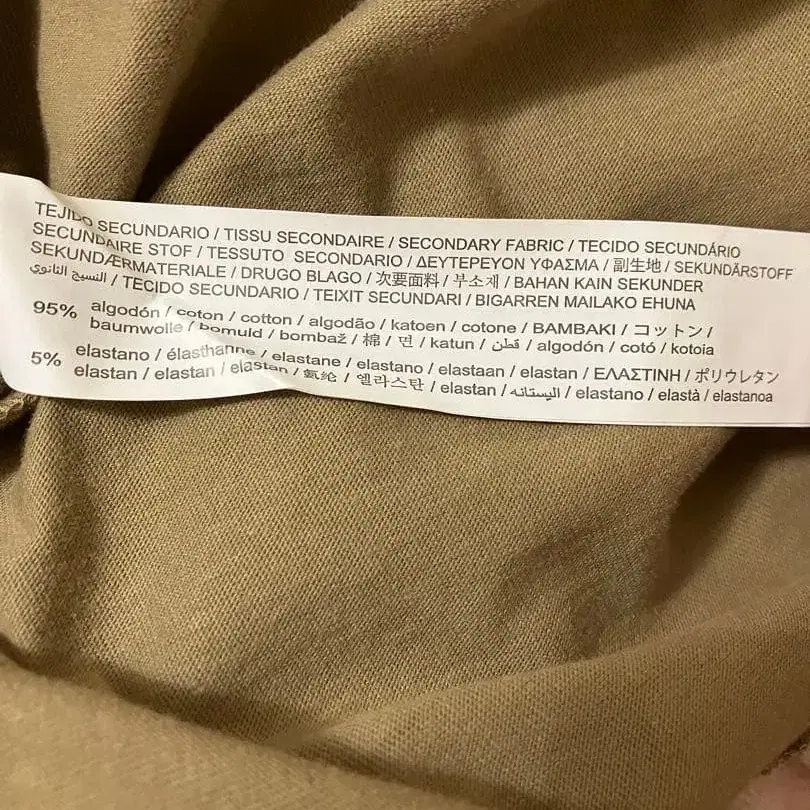 TEJIDO SECUNDARIO / TISSU SECONDAIRE / SECONDARY FABRIC / TECIDO SECUNDÁRIO
SECUNDAIRE STOF / TESSUTO SECONDARIO / ΔΕΥΤΕΡΕΥΟΝ ΥΦΑΣΜΑ / 副生地 / SEKUNDÄRSTOFF
SEKUNDÆRMATERIALE / DRUGO BLAGO / 次要面料 / 부소재 / BAHAN KAIN SEKUNDER
النسيج الثانوي / TECIDO SECUNDARIO / TEIXIT SECUNDARI / BIGARREN MAILAKO EHUNA
95% algodón / coton / cotton / algodão / katoen / cotone / BAMBAKI / コットン /
baumwolle / bomuld / bombaž / 棉 / 면 / katun / قطن / algodón / cotó / kotoia
5% elastano / élasthanne / elastane / elastano / elastaan / elastan / ΕΛΑΣΤΙΝΗ / ポリウレタン
elastan / elastan / elastan / 氨纶 / 엘라스탄 / elastan / اليستانه / elastano / elastà / elastanoa